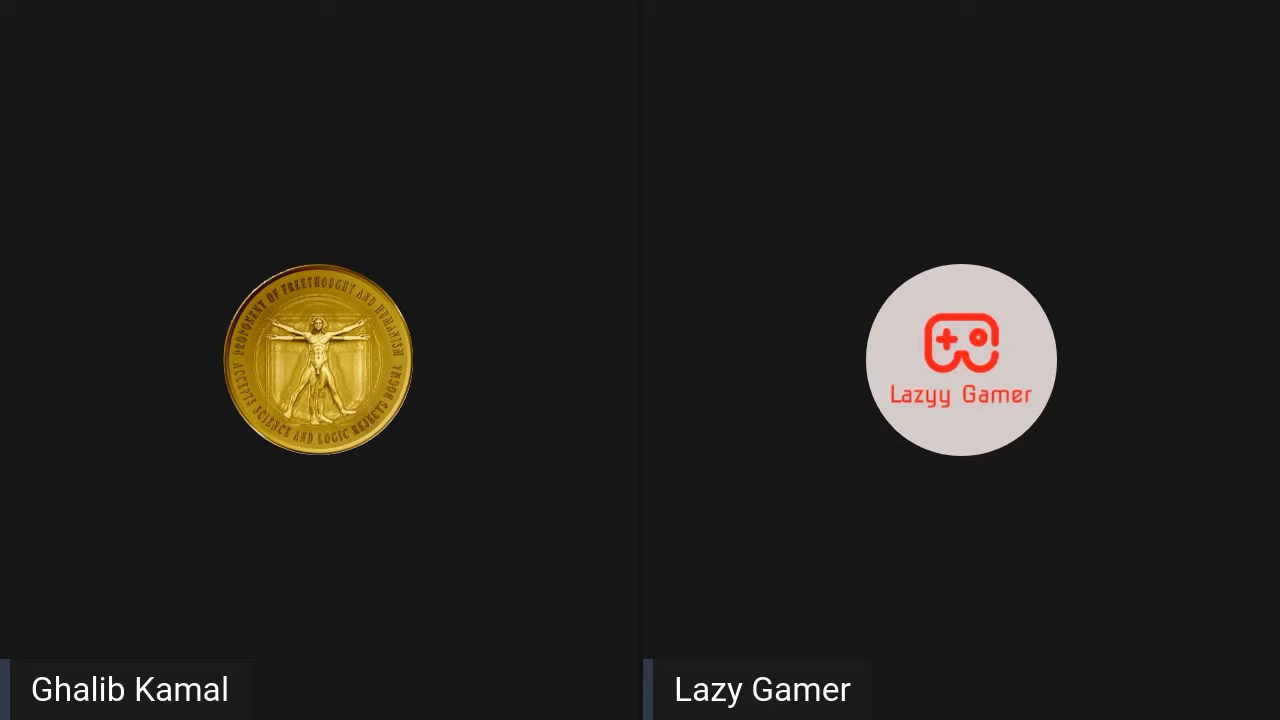 PROPONENT OF FREETHOUGHT AND HUMANISM
ACCEPTS SCIENCE AND LOGIC REJECTS DOGMA
Lazyy Gamer
Ghalib Kamal
Lazy Gamer